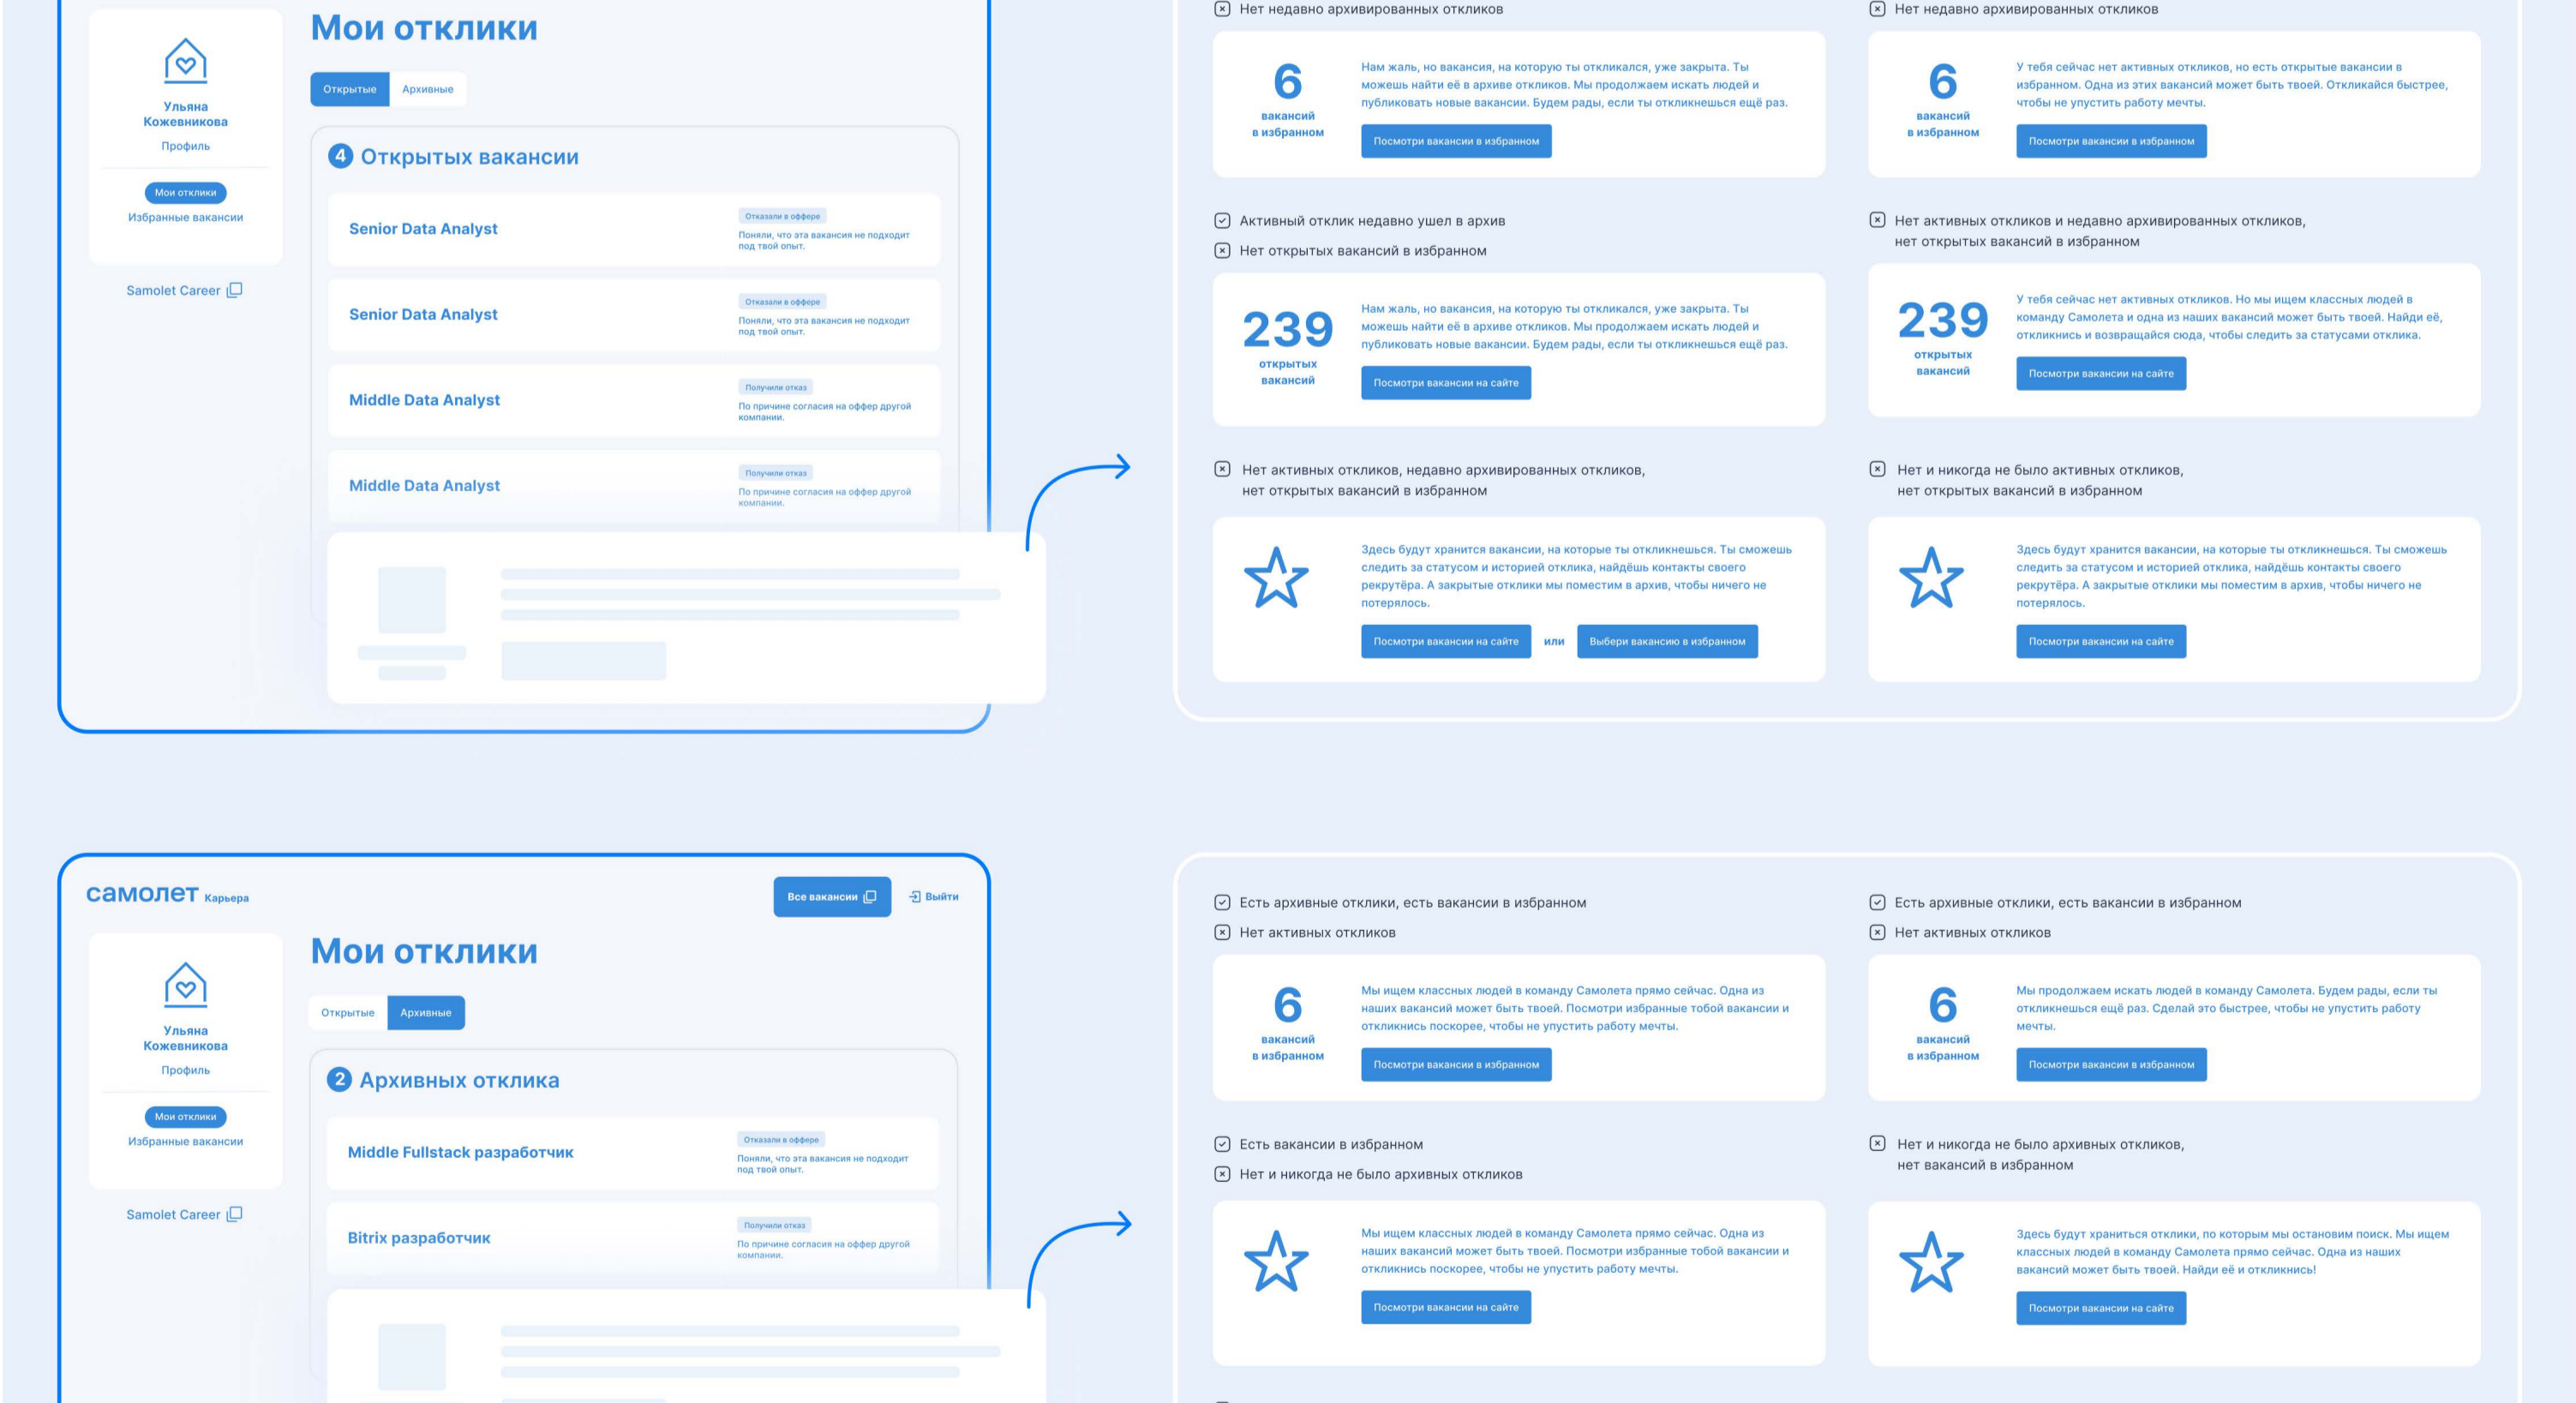 Мои отклики
Ульяна
Кожевникова
Профиль
Мои отклики
Избранные вакансии
Samolet Career
Открытые
Архивные
4 Открытых вакансии
Senior Data Analyst
Отказали в оффере
Поняли, что эта вакансия не подходит
под твой опыт.
Senior Data Analyst
Отказали в оффере
Поняли, что эта вакансия не подходит
под твой опыт.
Middle Data Analyst
Получили отказ
По причине согласия на оффер другой
компании.
Middle Data Analyst
Получили отказ
По причине согласия на оффер другой
компании.
Нет недавно архивированных откликов
6
вакансий
в избранном
Нам жаль, но вакансия, на которую ты откликался, уже закрыта. Ты
можешь найти её в архиве откликов. Мы продолжаем искать людей и
публиковать новые вакансии. Будем рады, если ты откликнешься ещё раз.
Посмотри вакансии в избранном
Нет недавно архивированных откликов
6
вакансий
в избранном
У тебя сейчас нет активных откликов, но есть открытые вакансии в
избранном. Одна из этих вакансий может быть твоей. Откликайся быстрее,
чтобы не упустить работу мечты.
Посмотри вакансии в избранном
Активный отклик недавно ушел в архив
Нет открытых вакансий в избранном
239
открытых
вакансий
Нам жаль, но вакансия, на которую ты откликался, уже закрыта. Ты
можешь найти её в архиве откликов. Мы продолжаем искать людей и
публиковать новые вакансии. Будем рады, если ты откликнешься ещё раз.
Посмотри вакансии на сайте
Нет активных откликов и недавно архивированных откликов,
нет открытых вакансий в избранном
239
открытых
вакансий
У тебя сейчас нет активных откликов. Но мы ищем классных людей в
команду Самолета и одна из наших вакансий может быть твоей. Найди её,
откликнись и возвращайся сюда, чтобы следить за статусами отклика.
Посмотри вакансии на сайте
Нет активных откликов, недавно архивированных откликов,
нет открытых вакансий в избранном
Здесь будут хранится вакансии, на которые ты откликнешься. Ты сможешь
следить за статусом и историей отклика, найдёшь контакты своего
рекрутёра. А закрытые отклики мы поместим в архив, чтобы ничего не
потерялось.
Посмотри вакансии на сайте
или
Выбери вакансию в избранном
Нет и никогда не было активных откликов,
нет открытых вакансий в избранном
Здесь будут хранится вакансии, на которые ты откликнешься. Ты сможешь
следить за статусом и историей отклика, найдёшь контакты своего
рекрутёра. А закрытые отклики мы поместим в архив, чтобы ничего не
потерялось.
Посмотри вакансии на сайте
самолет Карьера
Все вакансии
Выйти
Мои отклики
Ульяна
Кожевникова
Профиль
Мои отклики
Избранные вакансии
Samolet Career
Открытые
Архивные
2 Архивных отклика
Middle Fullstack разработчик
Отказали в оффере
Поняли, что эта вакансия не подходит
под твой опыт.
Bitrix разработчик
Получили отказ
По причине согласия на оффер другой
компании.
Есть архивные отклики, есть вакансии в избранном
Нет активных откликов
6
вакансий
в избранном
Мы ищем классных людей в команду Самолета прямо сейчас. Одна из
наших вакансий может быть твоей. Посмотри избранные тобой вакансии и
откликнись поскорее, чтобы не упустить работу мечты.
Посмотри вакансии в избранном
Есть архивные отклики, есть вакансии в избранном
Нет активных откликов
6
вакансий
в избранном
Мы продолжаем искать людей в команду Самолета. Будем рады, если ты
откликнешься ещё раз. Сделай это быстрее, чтобы не упустить работу
мечты.
Посмотри вакансии в избранном
Есть вакансии в избранном
Нет и никогда не было архивных откликов
Мы ищем классных людей в команду Самолета прямо сейчас. Одна из
наших вакансий может быть твоей. Посмотри избранные тобой вакансии и
откликнись поскорее, чтобы не упустить работу мечты.
Посмотри вакансии на сайте
Нет и никогда не было архивных откликов,
нет вакансий в избранном
Здесь будут храниться отклики, по которым мы остановим поиск. Мы ищем
классных людей в команду Самолета прямо сейчас. Одна из наших
вакансий может быть твоей. Найди её и откликнись!
Посмотри вакансии на сайте